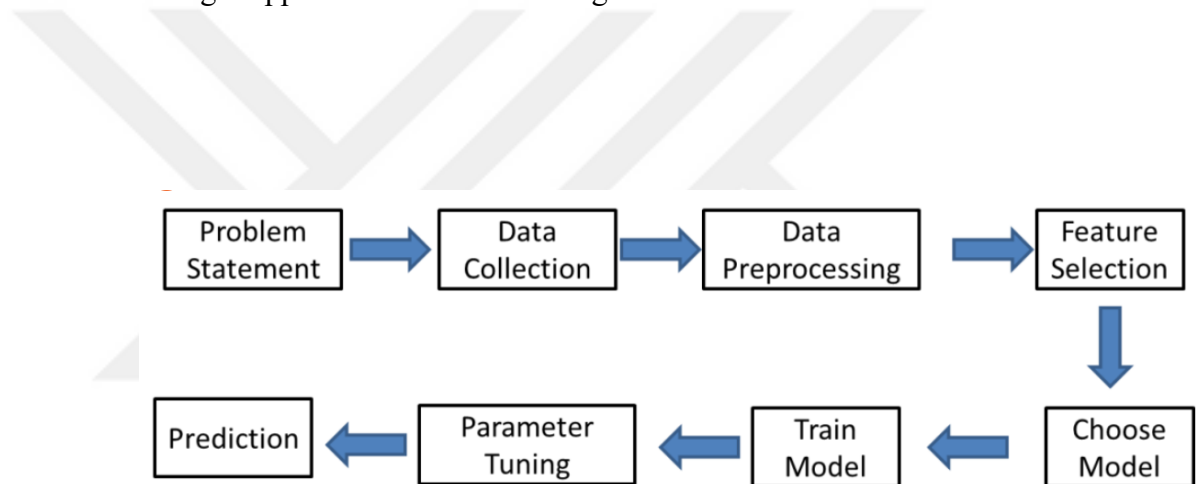 Problem
Statement
Data
Collection
Data
Preprocessing
Feature
Selection
Choose
Model
Train
Model
Parameter
Tuning
Prediction